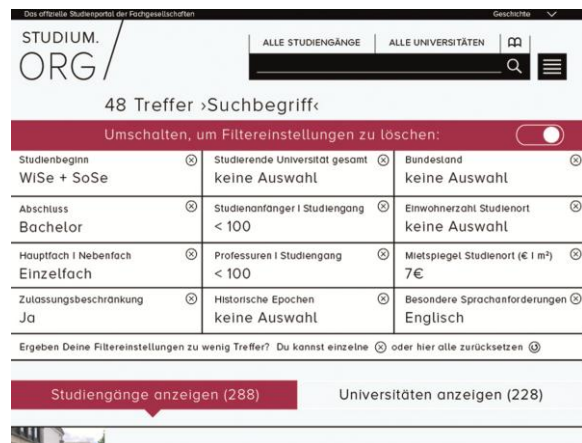 Das offizielle Studienportal der Fachgesellschaften
Geschichte
STUDIUM.
ORG
ALLE STUDIENGÄNGE
ALLE UNIVERSITÄTEN
48 Treffer ›Suchbegriff‹
Umschalten, um Filtereinstellungen zu löschen:
Studienbeginn
WiSe + SoSe
Studierende Universität gesamt
keine Auswahl
Bundesland
keine Auswahl
Abschluss
Bachelor
Studienanfänger I Studiengang
< 100
Einwohnerzahl Studienort
keine Auswahl
Hauptfach I Nebenfach
Einzelfach
Professuren I Studiengang
< 100
Mietspiegel Studienort (€ I m²)
7€
Zulassungsbeschränkung
Ja
Historische Epochen
keine Auswahl
Besondere Sprachanforderungen
Englisch
Ergeben Deine Filtereinstellungen zu wenig Treffer? Du kannst einzelne ⓧ oder hier alle zurücksetzen
Studiengänge anzeigen (288)
Universitäten anzeigen (228)